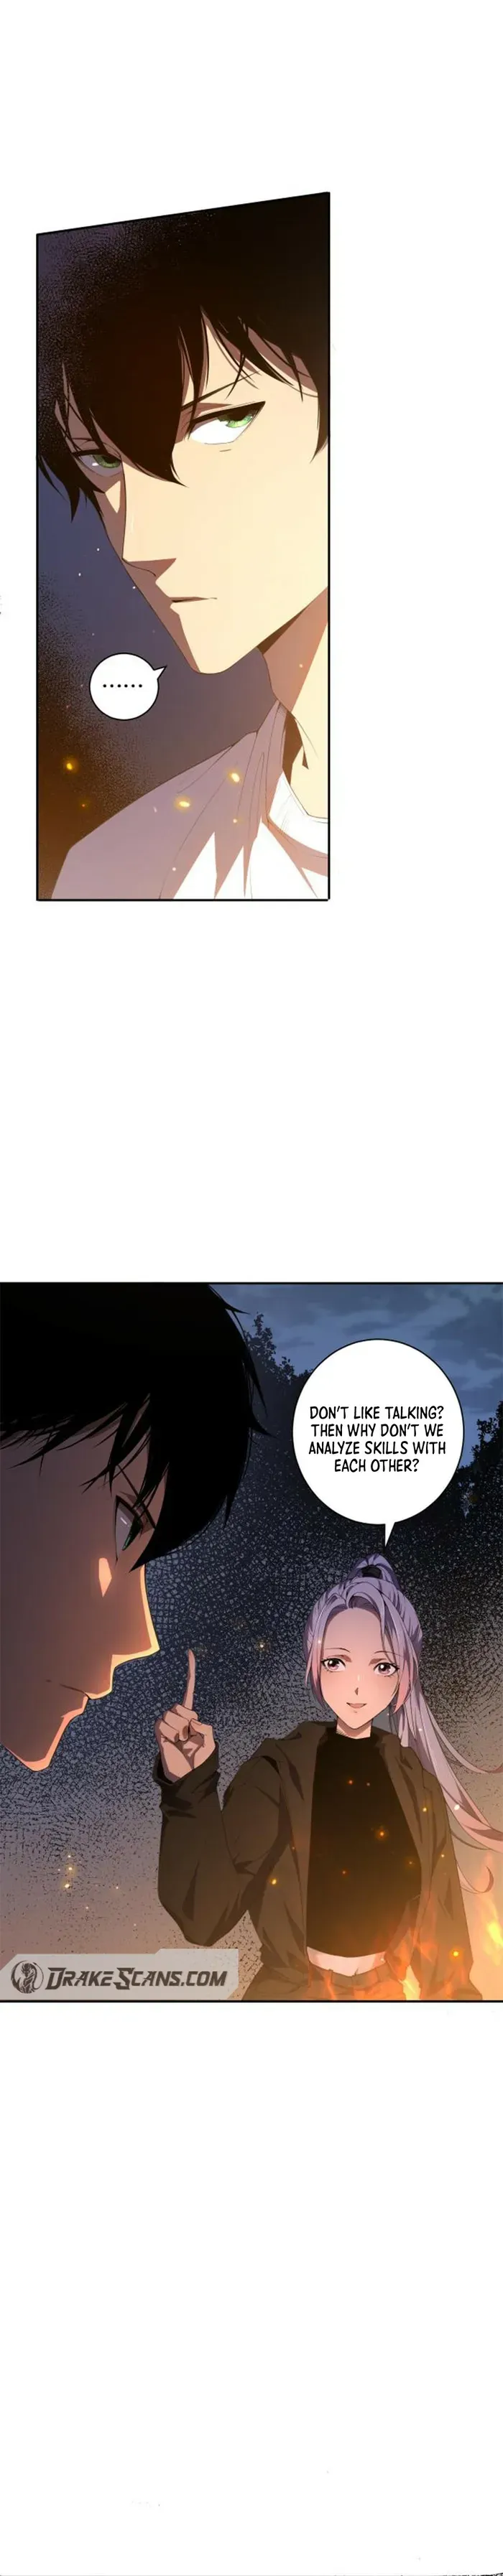 ......
DON'T LIKE TALKING?
THEN WHY DON'T WE
ANALYZE SKILLS WITH
EACH OTHER?
DRAKESCANS.COM